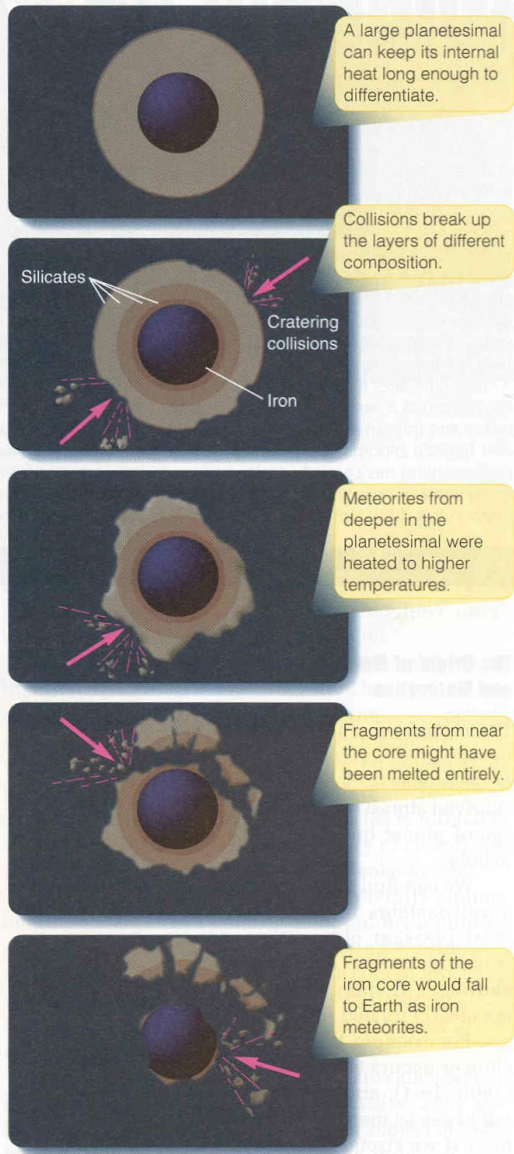 A large planetesimal
can keep its internal
heat long enough to
differentiate.
Collisions break up
the layers of different
composition.
Silicates
Cratering
collisions
Iron
Meteorites from
deeper in the
planetesimal were
heated to higher
temperatures.
Fragments from near
the core might have
been melted entirely.
Fragments of the
iron core would fall
to Earth as iron
meteorites.